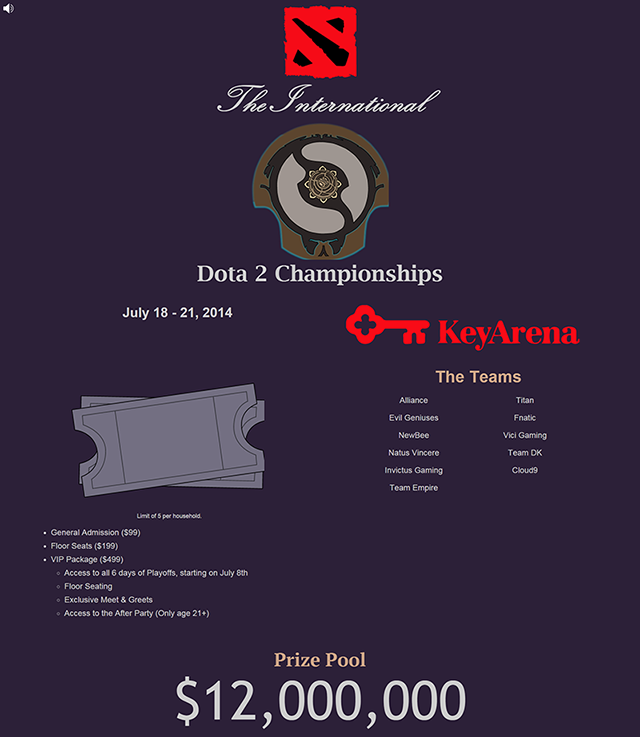 The International
Dota 2 Championships
July 18 - 21, 2014
KeyArena
The Teams
Alliance
Titan
Evil Geniuses
Fnatic
NewBee
Vici Gaming
Natus Vincere
Team DK
Invictus Gaming
Cloud9
Team Empire
Limit of 5 per household.
General Admission ($99)
Floor Seats ($199)
VIP Package ($499)
Access to all 6 days of Playoffs, starting on July 8th
Floor Seating
Exclusive Meet & Greets
Access to the After Party (Only age 21+)
Prize Pool
$12,000,000